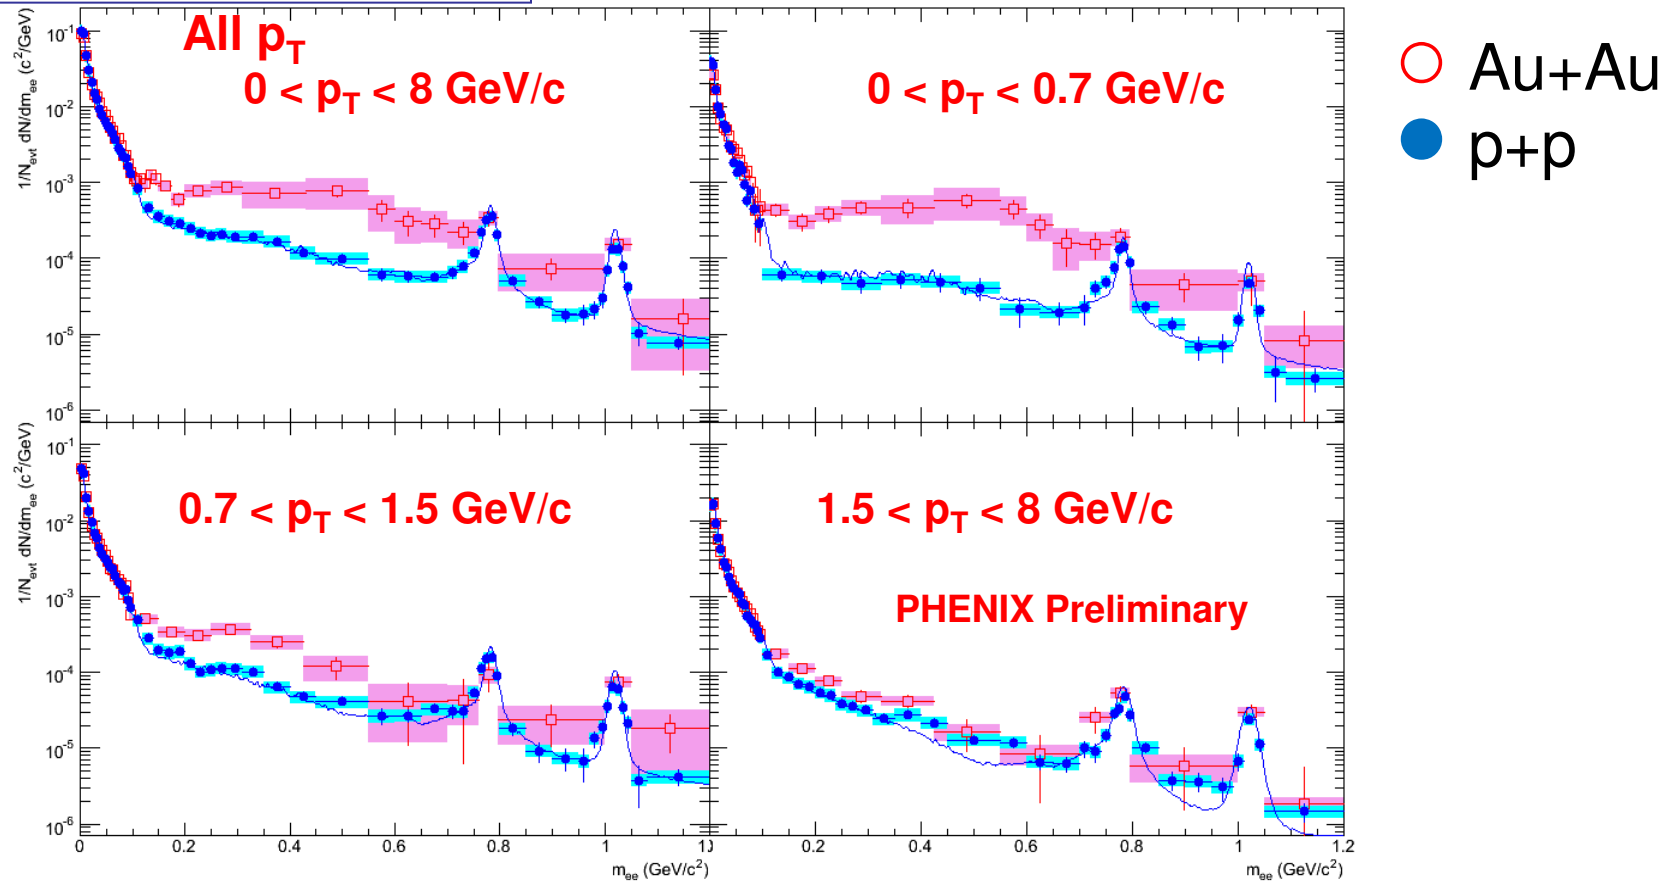 All p_T
0 < p_T < 8 GeV/c
0 < p_T < 0.7 GeV/c
Au+Au
p+p
1/N_evt dN/dm_ee (c^2/GeV)
10^-1
10^-2
10^-3
10^-4
10^-5
10^-6
0.7 < p_T < 1.5 GeV/c
1.5 < p_T < 8 GeV/c
PHENIX Preliminary
1/N_evt dN/dm_ee (c^2/GeV)
10^-1
10^-2
10^-3
10^-4
10^-5
10^-6
0 0.2 0.4 0.6 0.8 1 0.2 0.4 0.6 0.8 1 1.2
m_ee (GeV/c^2) m_ee (GeV/c^2)